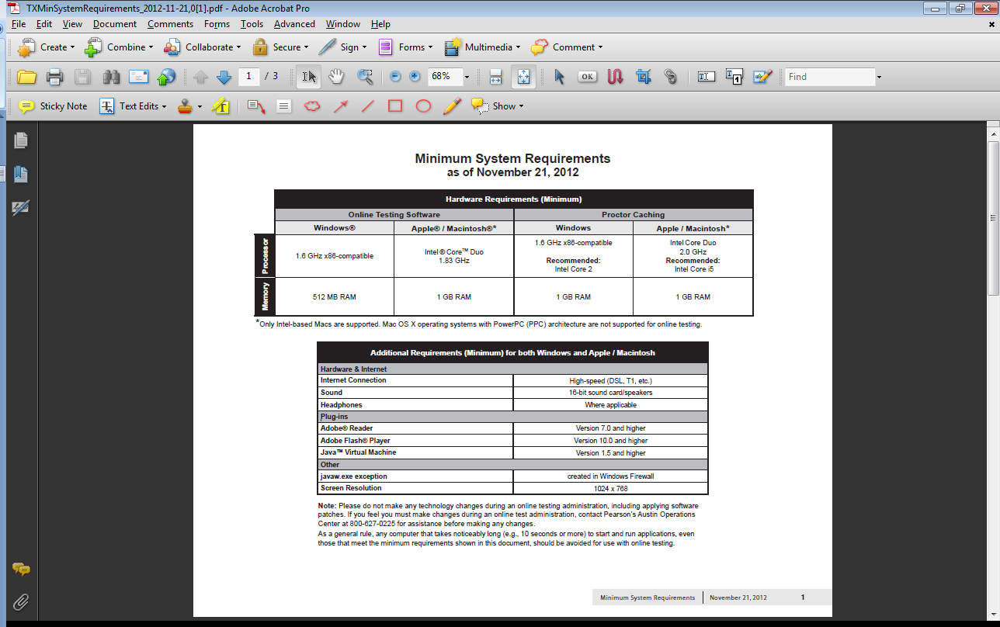 TXMinSystemRequirements_2012-11-21,0[1].pdf - Adobe Acrobat Pro
File Edit View Document Comments Forms Tools Advanced Window Help
Create Combine Collaborate Secure Sign Forms Multimedia Comment
1 / 3 68% OK Find
Sticky Note Text Edits Show
Minimum System Requirements
as of November 21, 2012
Hardware Requirements (Minimum)
Online Testing Software Proctor Caching
Windows® Apple® / Macintosh®* Windows Apple / Macintosh*
Processor
1.6 GHz x86-compatible
Intel® Core™ Duo
1.83 GHz
1.6 GHz x86-compatible
Recommended:
Intel Core 2
Intel Core Duo
2.0 GHz
Recommended:
Intel Core i5
Memory
512 MB RAM 1 GB RAM 1 GB RAM 1 GB RAM
*Only Intel-based Macs are supported. Mac OS X operating systems with PowerPC (PPC) architecture are not supported for online testing.
Additional Requirements (Minimum) for both Windows and Apple / Macintosh
Hardware & Internet
Internet Connection High-speed (DSL, T1, etc.)
Sound 16-bit sound card/speakers
Headphones Where applicable
Plug-ins
Adobe® Reader Version 7.0 and higher
Adobe Flash® Player Version 10.0 and higher
Java™ Virtual Machine Version 1.5 and higher
Other
javaw.exe exception created in Windows Firewall
Screen Resolution 1024 x 768
Note: Please do not make any technology changes during an online testing administration, including applying software
patches. If you feel you must make changes during an online test administration, contact Pearson's Austin Operations
Center at 800-627-0225 for assistance before making any changes.
As a general rule, any computer that takes noticeably long (e.g., 10 seconds or more) to start and run applications, even
those that meet the minimum requirements shown in this document, should be avoided for use with online testing.
Minimum System Requirements November 21, 2012 1